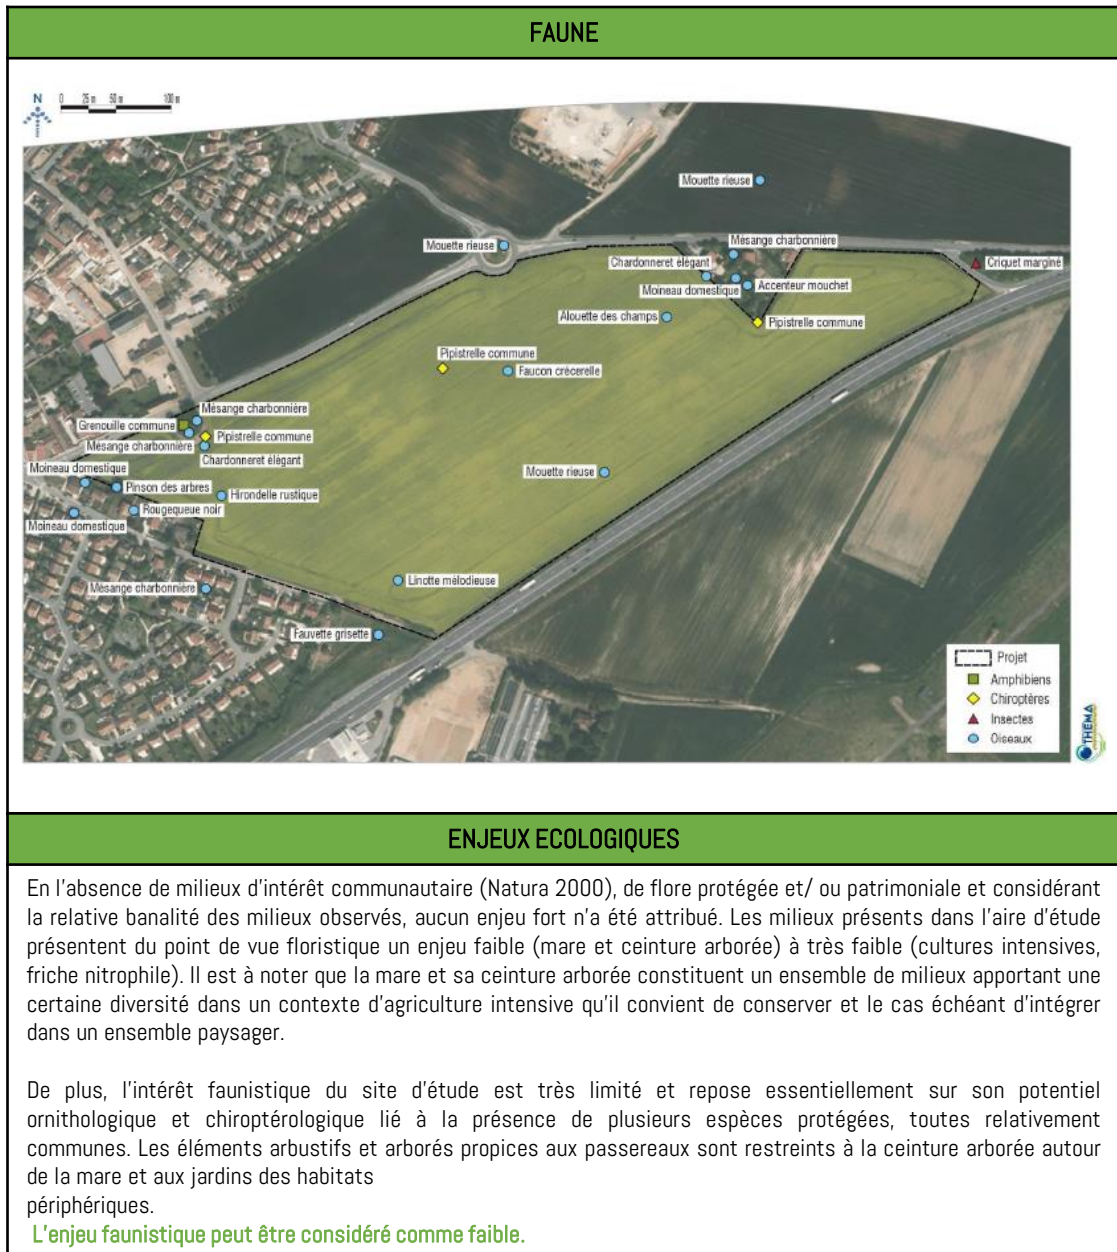 FAUNE
N 0 25 m 50 m 100 m
Mouette rieuse
Mouette rieuse
Mésange charbonnière
Chardonneret élégant
Criquet marginé
Moineau domestique
Accenteur mouchet
Alouette des champs
Pipistrelle commune
Pipistrelle commune
Faucon crécerelle
Mésange charbonnière
Grenouille commune
Pipistrelle commune
Mésange charbonnière
Chardonneret élégant
Moineau domestique
Mouette rieuse
Pinson des arbres
Hirondelle rustique
Rougequeue noir
Moineau domestique
Linotte mélodieuse
Mésange charbonnière
Fauvette grisette
Projet
Amphibiens
Chiroptères
Insectes
Oiseaux
THEMA
ENJEUX ECOLOGIQUES
En l'absence de milieux d'intérêt communautaire (Natura 2000), de flore protégée et/ ou patrimoniale et considérant
la relative banalité des milieux observés, aucun enjeu fort n'a été attribué. Les milieux présents dans l'aire d'étude
présentent du point de vue floristique un enjeu faible (mare et ceinture arborée) à très faible (cultures intensives,
friche nitrophile). Il est à noter que la mare et sa ceinture arborée constituent un ensemble de milieux apportant une
certaine diversité dans un contexte d'agriculture intensive qu'il convient de conserver et le cas échéant d'intégrer
dans un ensemble paysager.
De plus, l'intérêt faunistique du site d'étude est très limité et repose essentiellement sur son potentiel
ornithologique et chiroptérologique lié à la présence de plusieurs espèces protégées, toutes relativement
communes. Les éléments arbustifs et arborés propices aux passereaux sont restreints à la ceinture arborée autour
de la mare et aux jardins des habitats
périphériques.
L'enjeu faunistique peut être considéré comme faible.